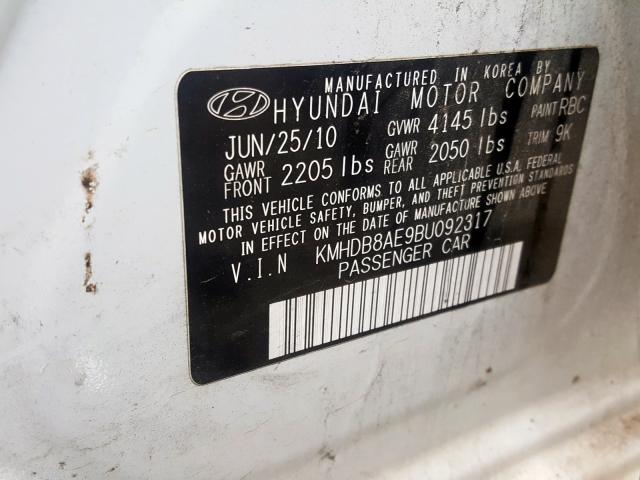 MANUFACTURED IN KOREA BY
HYUNDAI MOTOR COMPANY
JUN/25/10 GVWR 4145 lbs PAINT RBC
GAWR FRONT 2205 lbs GAWR REAR 2050 lbs TRIM 9K
THIS VEHICLE CONFORMS TO ALL APPLICABLE U.S.A. FEDERAL
MOTOR VEHICLE SAFETY, BUMPER, AND THEFT PREVENTION STANDARDS
IN EFFECT ON THE DATE OF MANUFACTURE SHOWN ABOVE.
V.I.N KMHDB8AE9BU092317
PASSENGER CAR